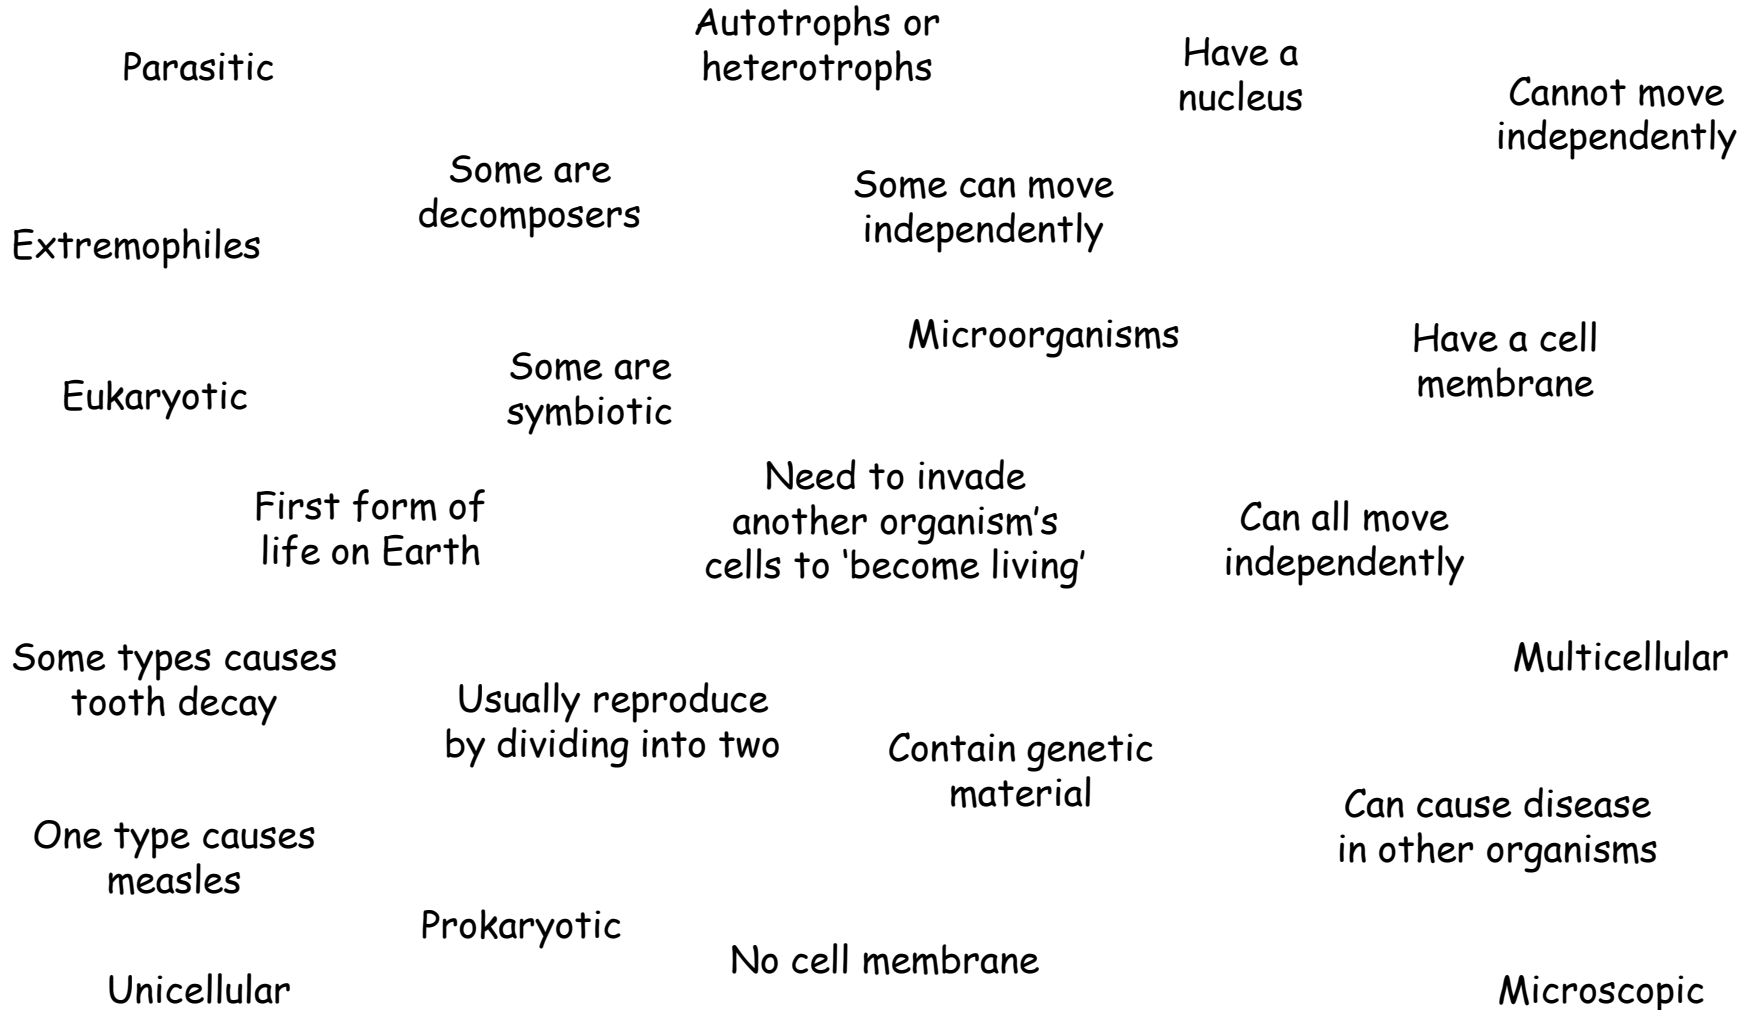 Parasitic
Autotrophs or
heterotrophs
Have a
nucleus
Cannot move
independently
Extremophiles
Some are
decomposers
Some can move
independently
Microorganisms
Have a cell
membrane
Eukaryotic
Some are
symbiotic
First form of
life on Earth
Need to invade
another organism's
cells to ‘become living’
Can all move
independently
Some types causes
tooth decay
Usually reproduce
by dividing into two
Multicellular
Contain genetic
material
One type causes
measles
Can cause disease
in other organisms
Prokaryotic
No cell membrane
Unicellular
Microscopic